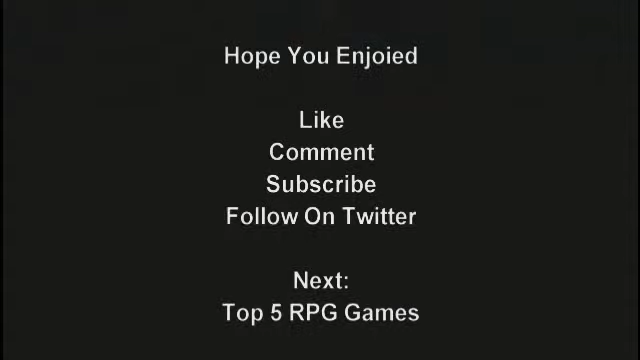 Hope You Enjoied
Like
Comment
Subscribe
Follow On Twitter
Next:
Top 5 RPG Games